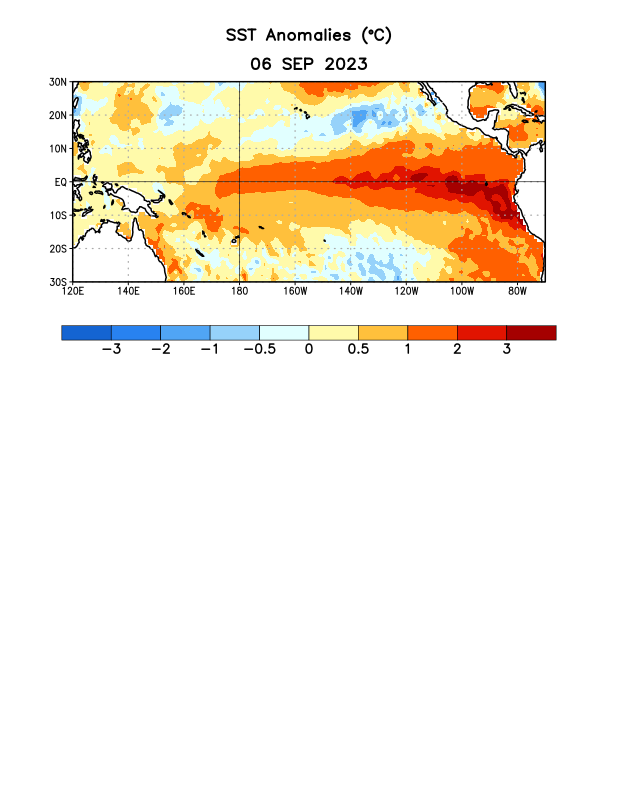 SST Anomalies (°C)
06 SEP 2023
30N
20N
10N
EQ
10S
20S
30S
120E 140E 160E 180 160W 140W 120W 100W 80W
−3 −2 −1 −0.5 0 0.5 1 2 3